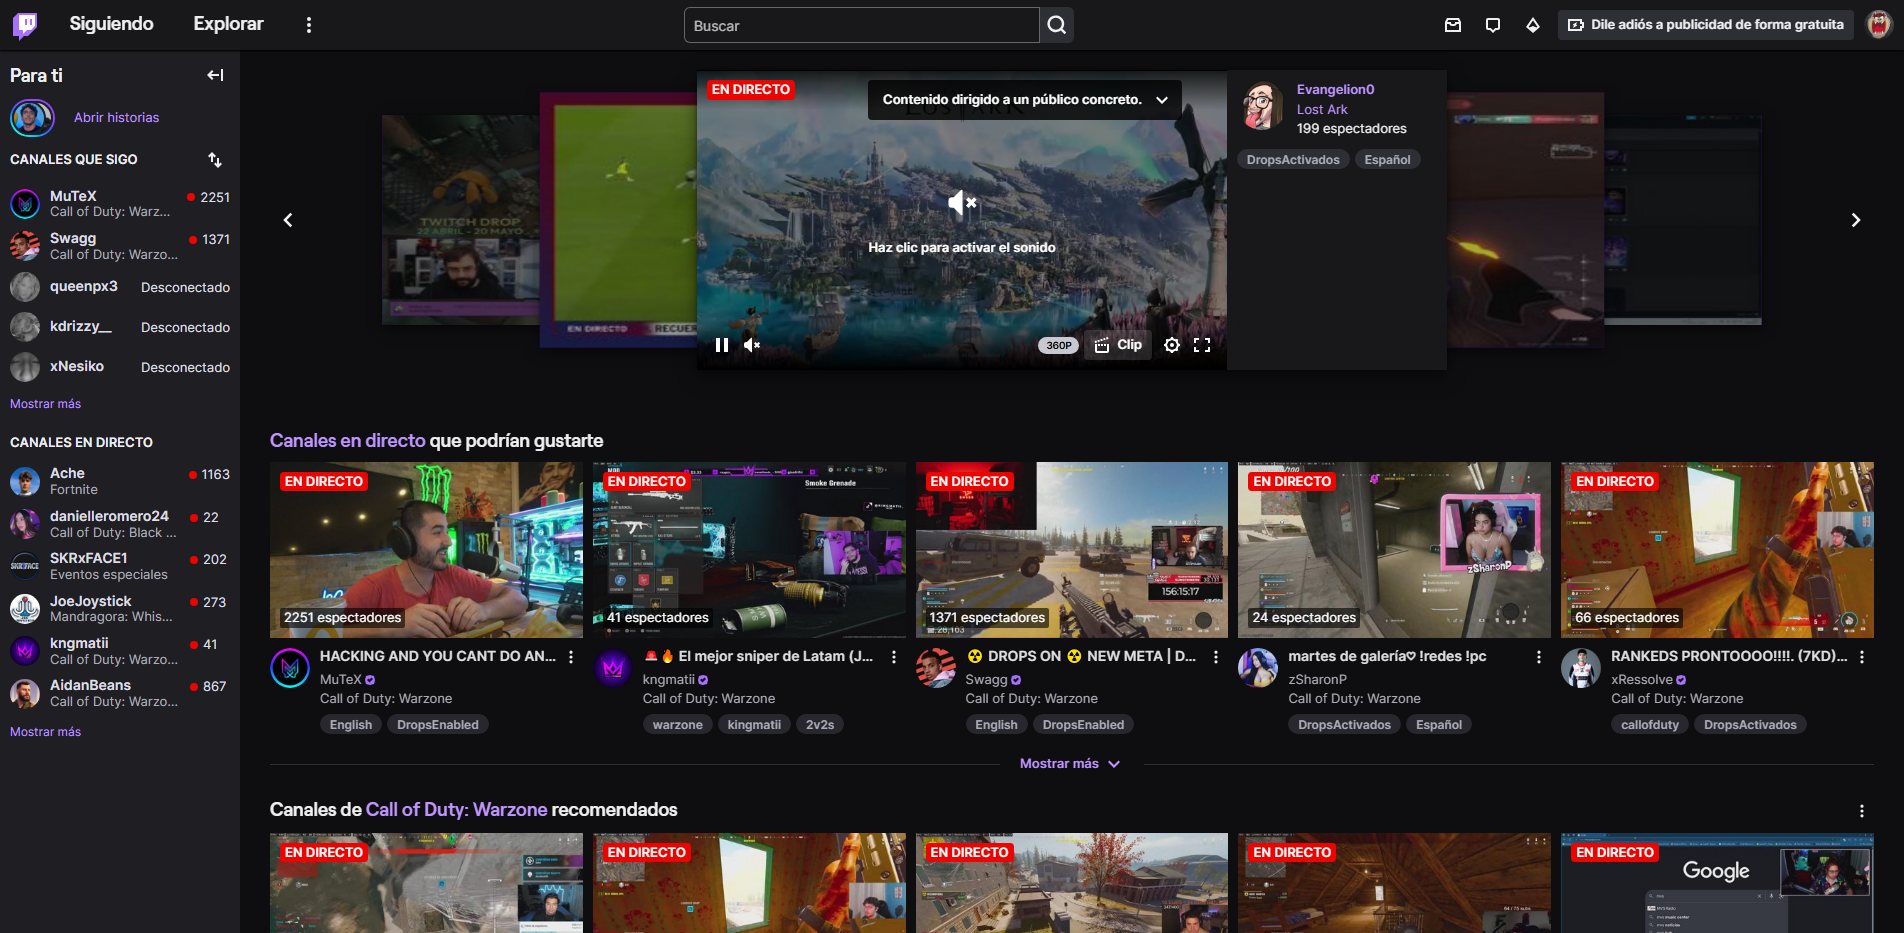 Siguiendo
Explorar
Buscar
Dile adiós a publicidad de forma gratuita
Para ti
Abrir historias
CANALES QUE SIGO
MuTeX
2251
Call of Duty: Warz...
Swagg
1371
Call of Duty: Warzo...
queenpx3
Desconectado
kdrizzy__
Desconectado
xNesiko
Desconectado
Mostrar más
CANALES EN DIRECTO
Ache
1163
Fortnite
danielleromero24
22
Call of Duty: Black ...
SKRxFACE1
202
Eventos especiales
JoeJoystick
273
Mandragora: Whis...
kngmatii
41
Call of Duty: Warzo...
AidanBeans
867
Call of Duty: Warzo...
Mostrar más
TWITCH DROP
22 ABRIL - 20 MAYO
EN DIRECTO
EN DIRECTO
Contenido dirigido a un público concreto.
Haz clic para activar el sonido
360P
Clip
Evangelion0
Lost Ark
199 espectadores
DropsActivados
Español
Canales en directo que podrían gustarte
EN DIRECTO
2251 espectadores
HACKING AND YOU CANT DO AN...
MuTeX
Call of Duty: Warzone
English
DropsEnabled
EN DIRECTO
Smoke Grenade
41 espectadores
🚨🔥 El mejor sniper de Latam (J...
kngmatii
Call of Duty: Warzone
warzone
kingmatii
2v2s
EN DIRECTO
156:15:17
1371 espectadores
☢ DROPS ON ☢ NEW META | D...
Swagg
Call of Duty: Warzone
English
DropsEnabled
EN DIRECTO
zSharonP
24 espectadores
martes de galería♡ !redes !pc
zSharonP
Call of Duty: Warzone
DropsActivados
Español
EN DIRECTO
66 espectadores
RANKEDS PRONTOOOO!!!!. (7KD)...
xRessolve
Call of Duty: Warzone
callofduty
DropsActivados
Mostrar más
Canales de Call of Duty: Warzone recomendados
EN DIRECTO
EN DIRECTO
EN DIRECTO
EN DIRECTO
EN DIRECTO
Google